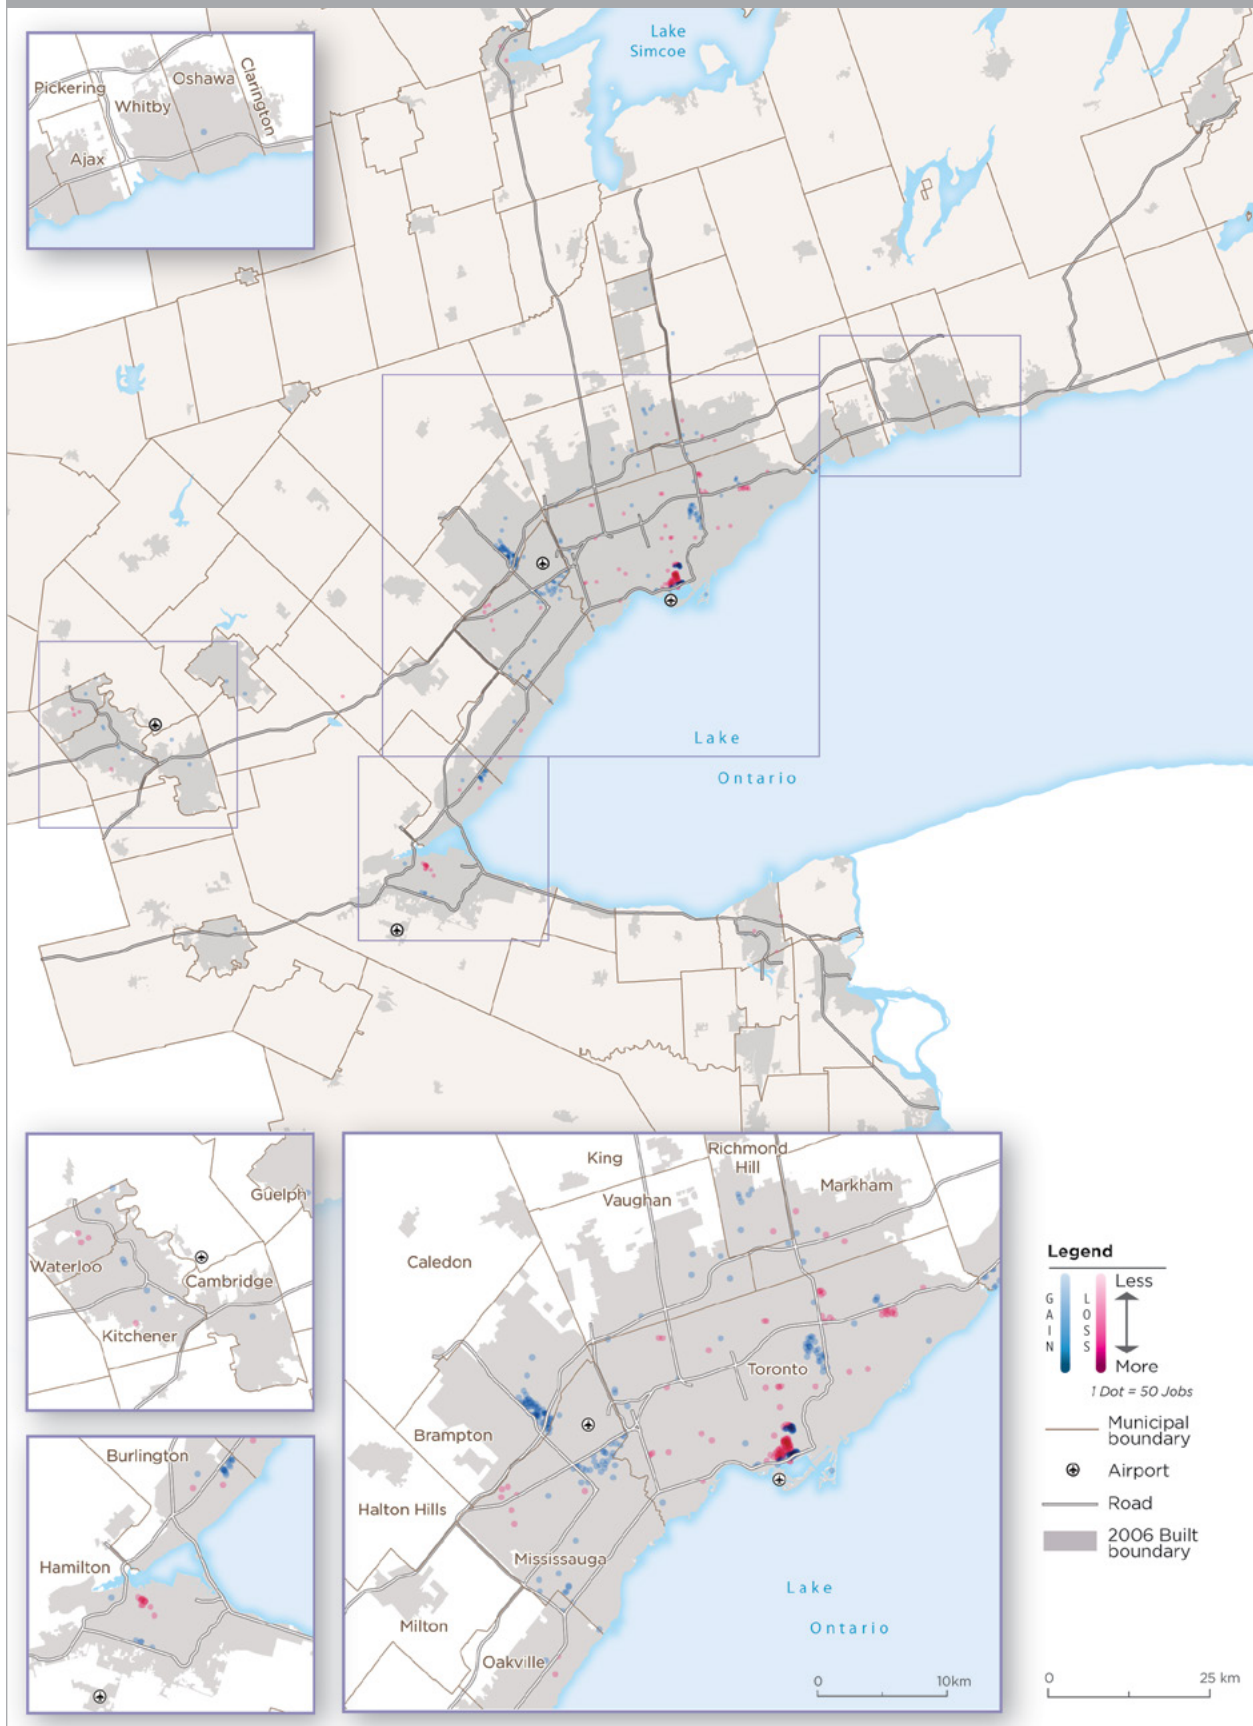 Lake
Simcoe
Pickering
Whitby
Oshawa
Clarington
Ajax
Lake
Ontario
Guelph
Waterloo
Cambridge
Kitchener
Burlington
Hamilton
King
Richmond
Hill
Vaughan
Markham
Caledon
Toronto
Brampton
Halton Hills
Mississauga
Milton
Oakville
Lake
Ontario
0 10km
Legend
GAIN
LOSS
Less
More
1 Dot = 50 Jobs
Municipal
boundary
Airport
Road
2006 Built
boundary
0 25 km